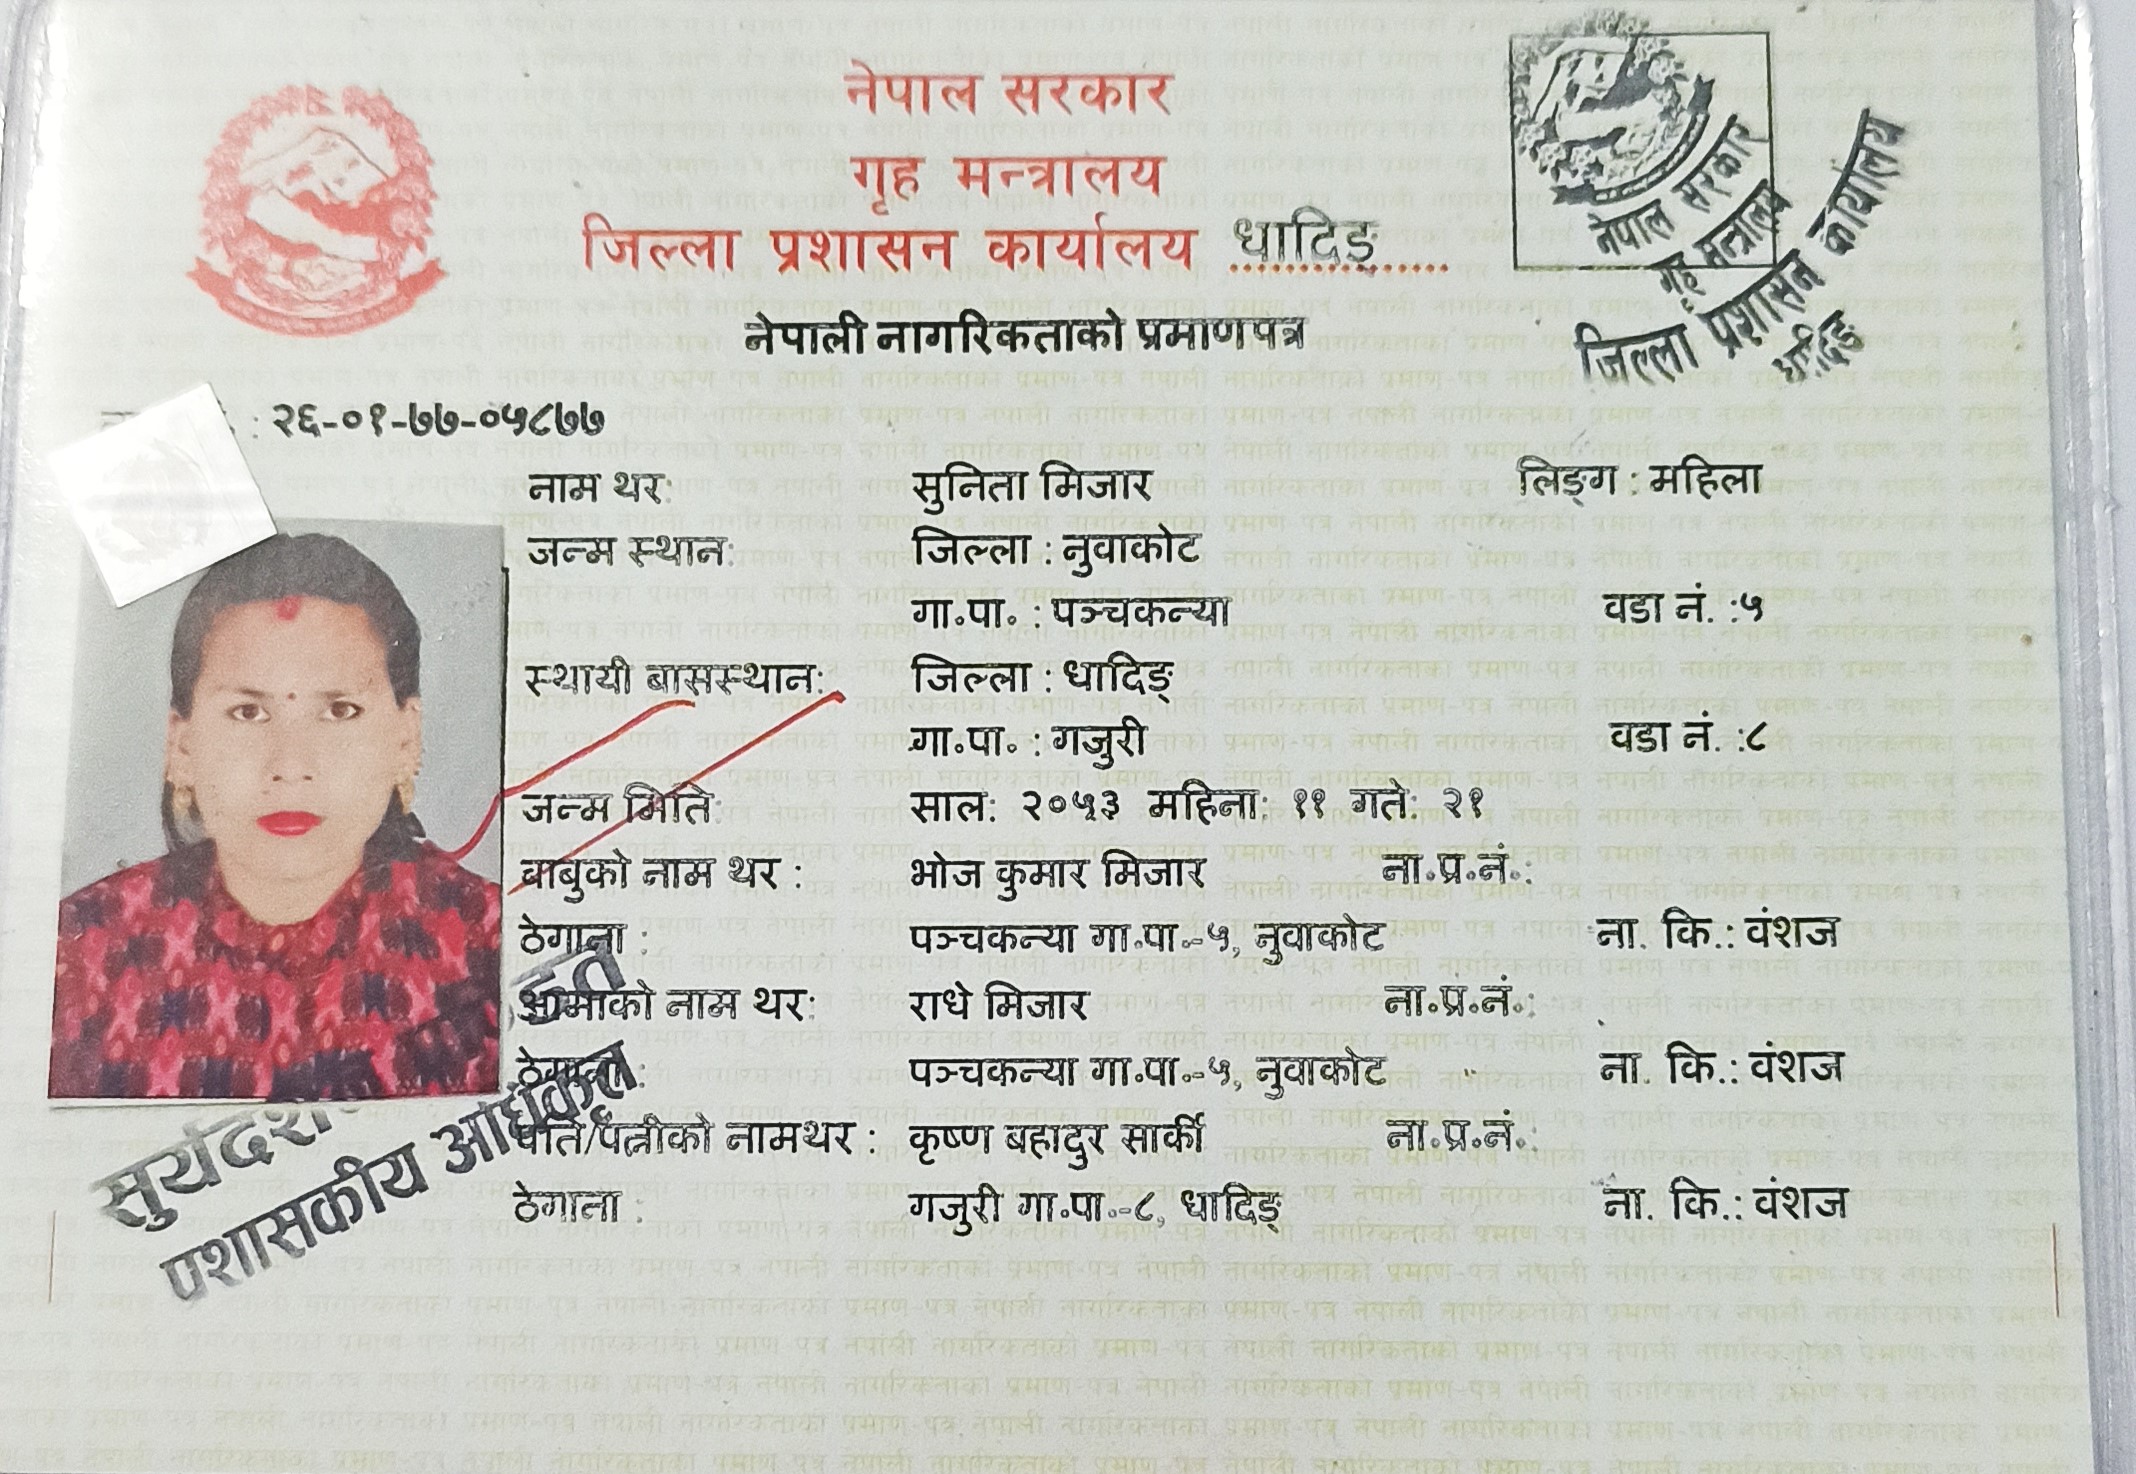 नेपाल सरकार
गृह मन्त्रालय
जिल्ला प्रशासन कार्यालय धादिङ्
नेपाल सरकार
गृह मन्त्रालय
जिल्ला प्रशासन कार्यालय
धादिङ
नेपाली नागरिकताको प्रमाणपत्र
: २६-०१-७७-०५८७७
नाम थर: सुनिता मिजार लिङ्ग : महिला
जन्म स्थान: जिल्ला : नुवाकोट
गा.पा. : पञ्चकन्या वडा नं. :५
स्थायी बासस्थान: जिल्ला : धादिङ्
गा.पा. : गजुरी वडा नं. :८
जन्म मिति: साल: २०५३ महिना: ११ गते: २१
बाबुको नाम थर : भोज कुमार मिजार ना.प्र.नं.:
ठेगाना : पञ्चकन्या गा.पा.-५, नुवाकोट ना. कि.: वंशज
आमाको नाम थर: राधे मिजार ना.प्र.नं.:
ठेगाना : पञ्चकन्या गा.पा.-५, नुवाकोट ना. कि.: वंशज
पति/पत्नीको नामथर : कृष्ण बहादुर सार्की ना.प्र.नं.:
ठेगाना : गजुरी गा.पा.-८, धादिङ् ना. कि.: वंशज
प्रशासकीय अधिकृत